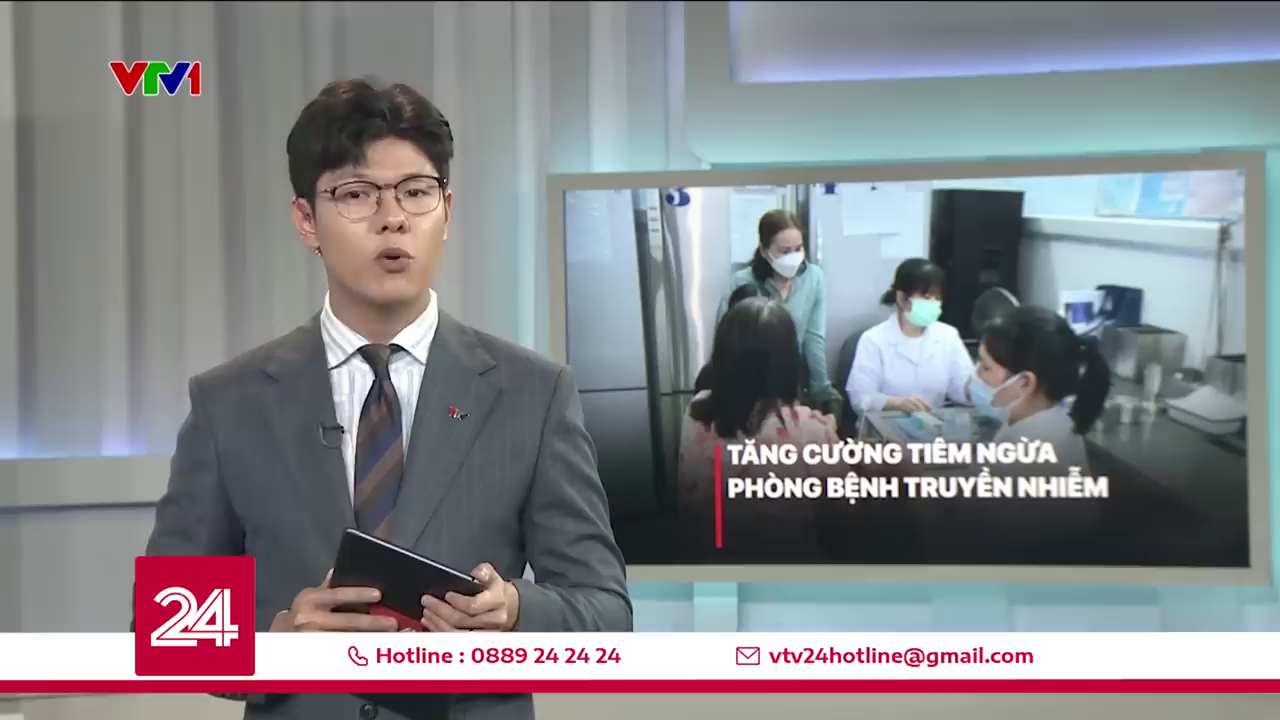 VTV1
TĂNG CƯỜNG TIÊM NGỪA
PHÒNG BỆNH TRUYỀN NHIỄM
24
Hotline : 0889 24 24 24
vtv24hotline@gmail.com